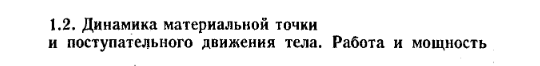 1.2. Динамика материальной точки
и поступательного движения тела. Работа и мощность